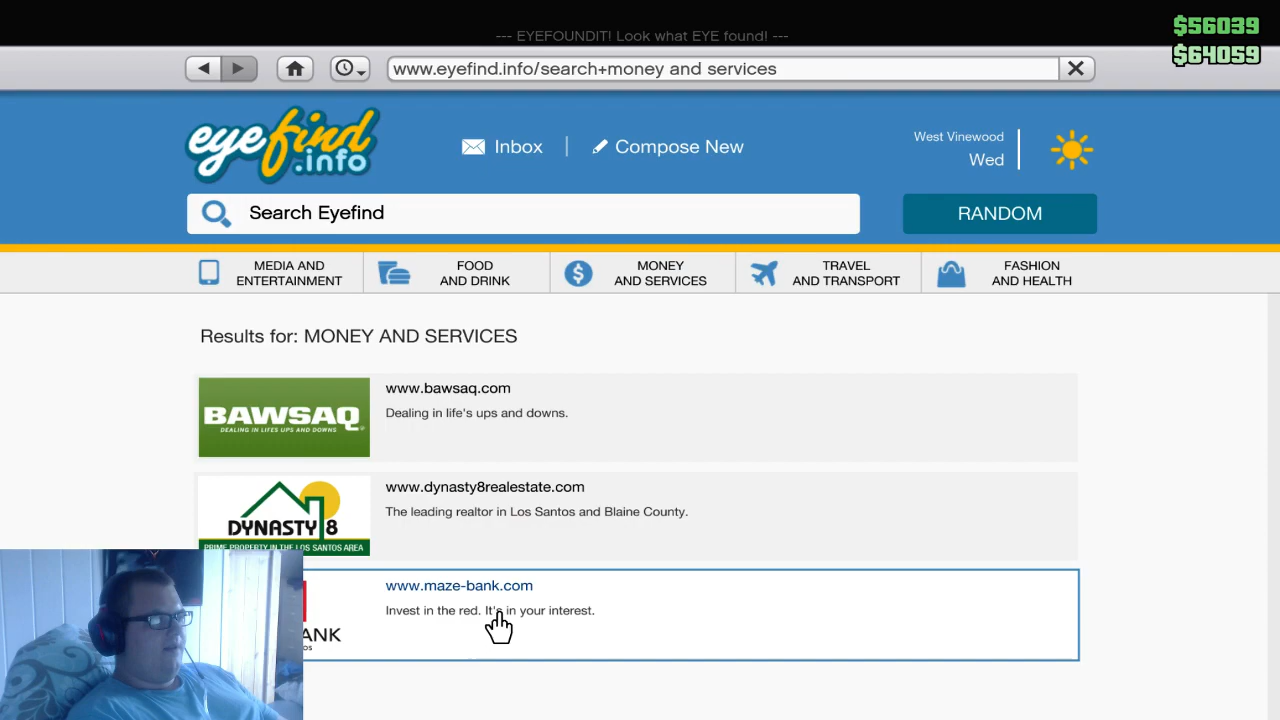 --- EYEFOUNDIT! Look what EYE found! ---
$56039
$64059
www.eyefind.info/search+money and services
eyefind
.info
Inbox
Compose New
West Vinewood
Wed
Search Eyefind
RANDOM
MEDIA AND
ENTERTAINMENT
FOOD
AND DRINK
MONEY
AND SERVICES
TRAVEL
AND TRANSPORT
FASHION
AND HEALTH
Results for: MONEY AND SERVICES
BAWSAQ
DEALING IN LIFE'S UPS AND DOWNS
www.bawsaq.com
Dealing in life's ups and downs.
DYNASTY 8
PRIME PROPERTY IN THE LOS SANTOS AREA
www.dynasty8realestate.com
The leading realtor in Los Santos and Blaine County.
ANK
os
www.maze-bank.com
Invest in the red. It's in your interest.